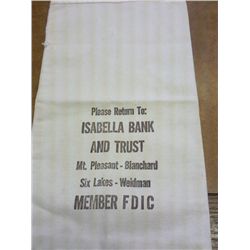 Please Return To:
ISABELLA BANK
AND TRUST
Mt. Pleasant - Blanchard
Six Lakes - Weidman
MEMBER FDIC